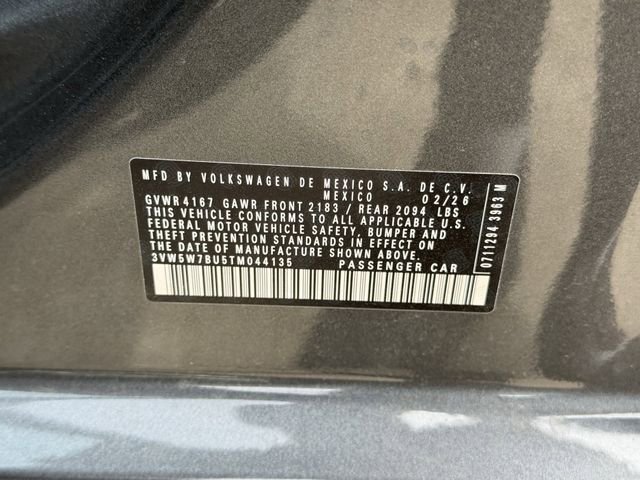 MFD BY VOLKSWAGEN DE MEXICO S.A. DE C.V.
MEXICO 02/26
GVWR 4167 GAWR FRONT 2183 / REAR 2094 LBS
THIS VEHICLE CONFORMS TO ALL APPLICABLE U.S.
FEDERAL MOTOR VEHICLE SAFETY, BUMPER AND
THEFT PREVENTION STANDARDS IN EFFECT ON
THE DATE OF MANUFACTURE SHOWN ABOVE.
3VW5W7BU5TM044135 PASSENGER CAR
0711294 3963 M